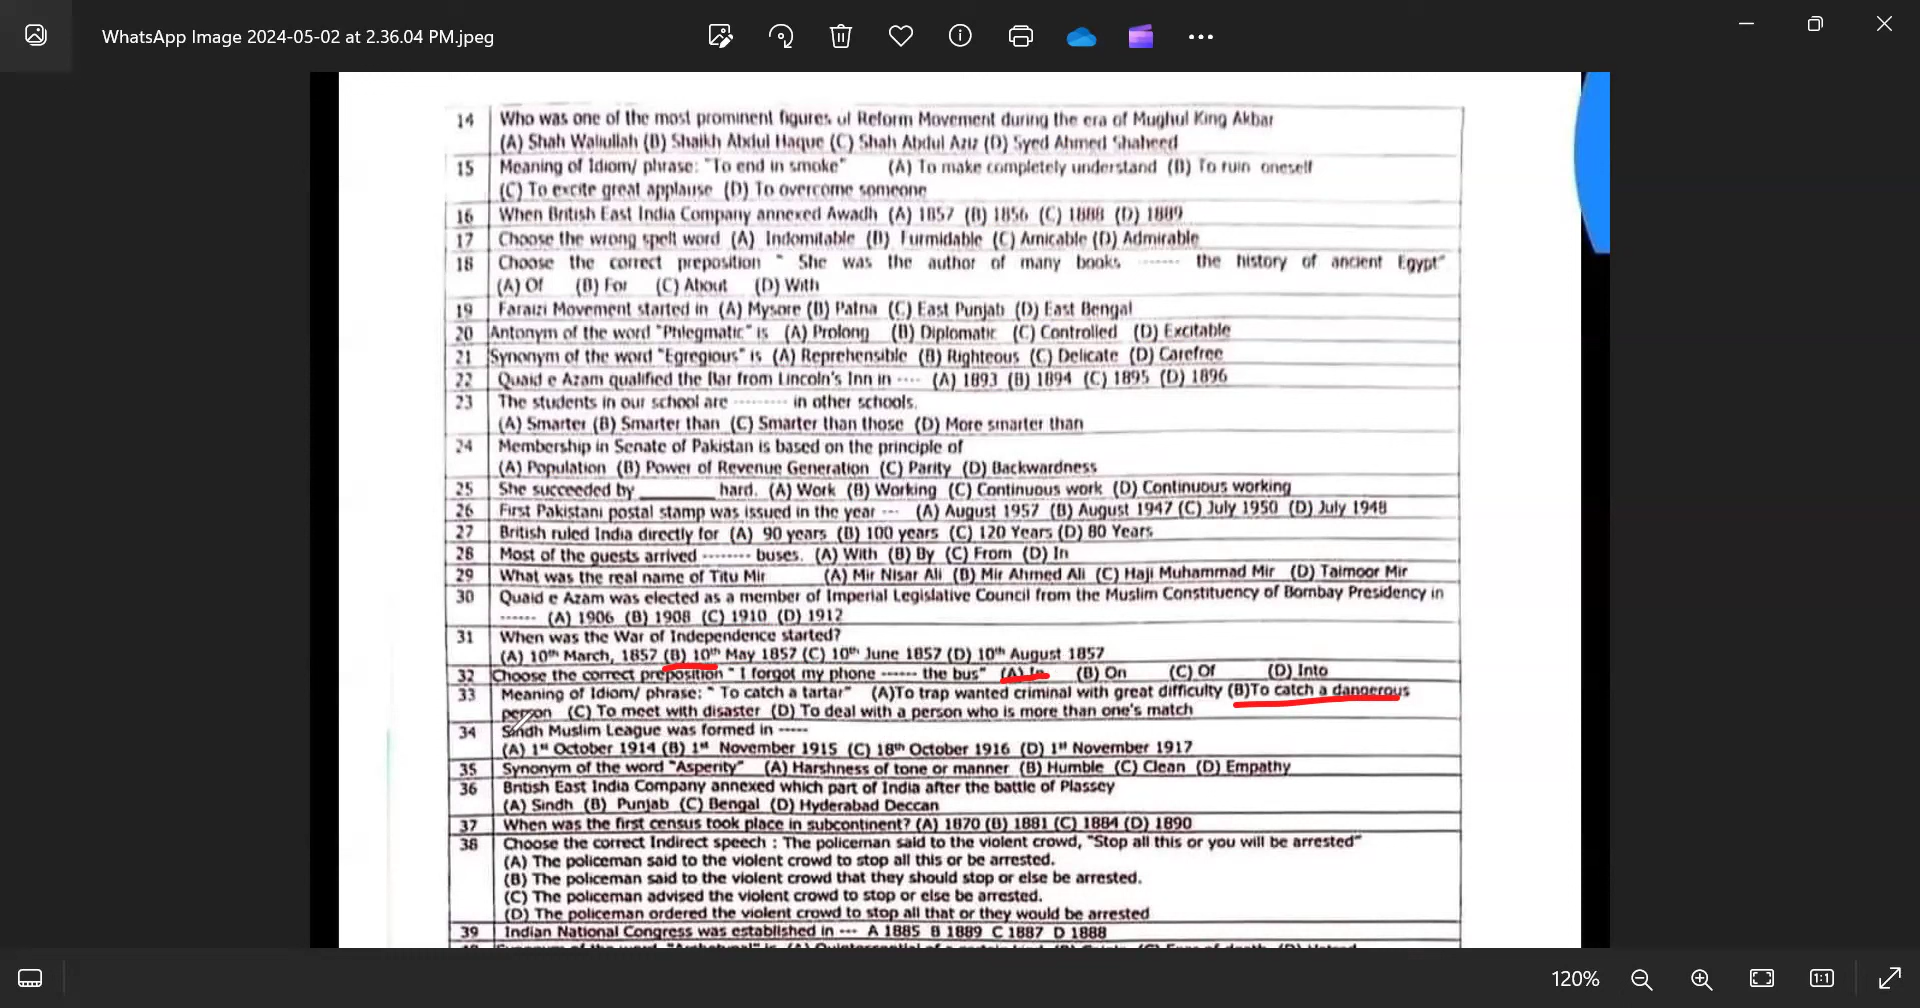 WhatsApp Image 2024-05-02 at 2.36.04 PM.jpeg
14 Who was one of the most prominent figures of Reform Movement during the era of Mughul King Akbar
(A) Shah Waliullah (B) Shaikh Abdul Haque (C) Shah Abdul Aziz (D) Syed Ahmed Shaheed
15 Meaning of Idiom/ phrase: "To end in smoke" (A) To make completely understand (B) To ruin oneself
(C) To excite great applause (D) To overcome someone
16 When British East India Company annexed Awadh (A) 1857 (B) 1856 (C) 1888 (D) 1889
17 Choose the wrong spelt word (A) Indomitable (B) Furmidable (C) Amicable (D) Admirable
18 Choose the correct preposition " She was the author of many books ------ the history of ancient Egypt"
(A) Of (B) For (C) About (D) With
19 Faraizi Movement started in (A) Mysore (B) Patna (C) East Punjab (D) East Bengal
20 Antonym of the word "Phlegmatic" is (A) Prolong (B) Diplomatic (C) Controlled (D) Excitable
21 Synonym of the word "Egregious" is (A) Reprehensible (B) Righteous (C) Delicate (D) Carefree
22 Quaid e Azam qualified the Bar from Lincoln's Inn in ---- (A) 1893 (B) 1894 (C) 1895 (D) 1896
23 The students in our school are --------- in other schools.
(A) Smarter (B) Smarter than (C) Smarter than those (D) More smarter than
24 Membership in Senate of Pakistan is based on the principle of
(A) Population (B) Power of Revenue Generation (C) Parity (D) Backwardness
25 She succeeded by ________ hard. (A) Work (B) Working (C) Continuous work (D) Continuous working
26 First Pakistani postal stamp was issued in the year --- (A) August 1957 (B) August 1947 (C) July 1950 (D) July 1948
27 British ruled India directly for (A) 90 years (B) 100 years (C) 120 Years (D) 80 Years
28 Most of the guests arrived -------- buses. (A) With (B) By (C) From (D) In
29 What was the real name of Titu Mir (A) Mir Nisar Ali (B) Mir Ahmed Ali (C) Haji Muhammad Mir (D) Taimoor Mir
30 Quaid e Azam was elected as a member of Imperial Legislative Council from the Muslim Constituency of Bombay Presidency in
------ (A) 1906 (B) 1908 (C) 1910 (D) 1912
31 When was the War of Independence started?
(A) 10th March, 1857 (B) 10th May 1857 (C) 10th June 1857 (D) 10th August 1857
32 Choose the correct preposition " I forgot my phone ------ the bus" (A) In (B) On (C) Of (D) Into
33 Meaning of Idiom/ phrase: " To catch a tartar" (A)To trap wanted criminal with great difficulty (B)To catch a dangerous
person (C) To meet with disaster (D) To deal with a person who is more than one's match
34 Sindh Muslim League was formed in -----
(A) 1st October 1914 (B) 1st November 1915 (C) 18th October 1916 (D) 1st November 1917
35 Synonym of the word "Asperity" (A) Harshness of tone or manner (B) Humble (C) Clean (D) Empathy
36 British East India Company annexed which part of India after the battle of Plassey
(A) Sindh (B) Punjab (C) Bengal (D) Hyderabad Deccan
37 When was the first census took place in subcontinent? (A) 1870 (B) 1881 (C) 1884 (D) 1890
38 Choose the correct Indirect speech : The policeman said to the violent crowd, "Stop all this or you will be arrested"
(A) The policeman said to the violent crowd to stop all this or be arrested.
(B) The policeman said to the violent crowd that they should stop or else be arrested.
(C) The policeman advised the violent crowd to stop or else be arrested.
(D) The policeman ordered the violent crowd to stop all that or they would be arrested
39 Indian National Congress was established in --- A 1885 B 1889 C 1887 D 1888
120%
1:1